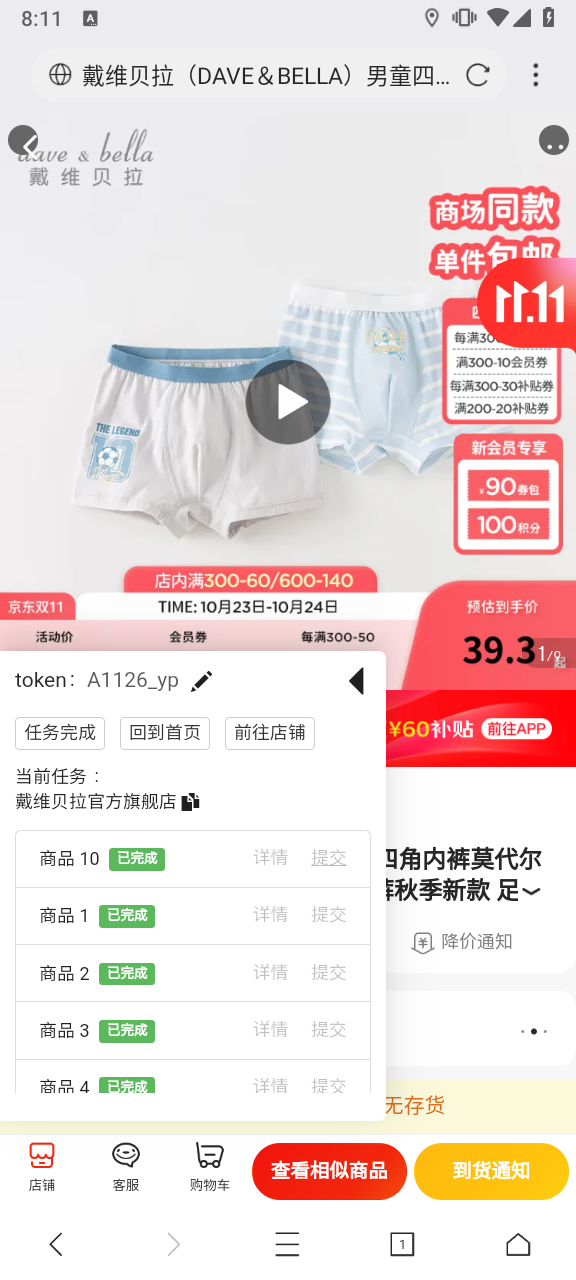 8:11
A
戴维贝拉（DAVE＆BELLA）男童四...
dave & bella
戴维贝拉
商场同款
单件包邮
11.11
每满300
满300-10会员券
每满300-30补贴券
满200-20补贴券
新会员专享
¥90券包
100积分
THE LEGEND
10
店内满300-60/600-140
京东双11
TIME: 10月23日-10月24日
预估到手价
活动价
会员券
每满300-50
39.3
起
1/9
token：A1126_yp
任务完成
回到首页
前往店铺
¥60补贴
前往APP
当前任务：
戴维贝拉官方旗舰店
商品 10 已完成 详情 提交
四角内裤莫代尔
裤秋季新款 足
商品 1 已完成 详情 提交
降价通知
商品 2 已完成 详情 提交
商品 3 已完成 详情 提交
商品 4 已完成 详情 提交
无存货
店铺
客服
购物车
查看相似商品
到货通知
1